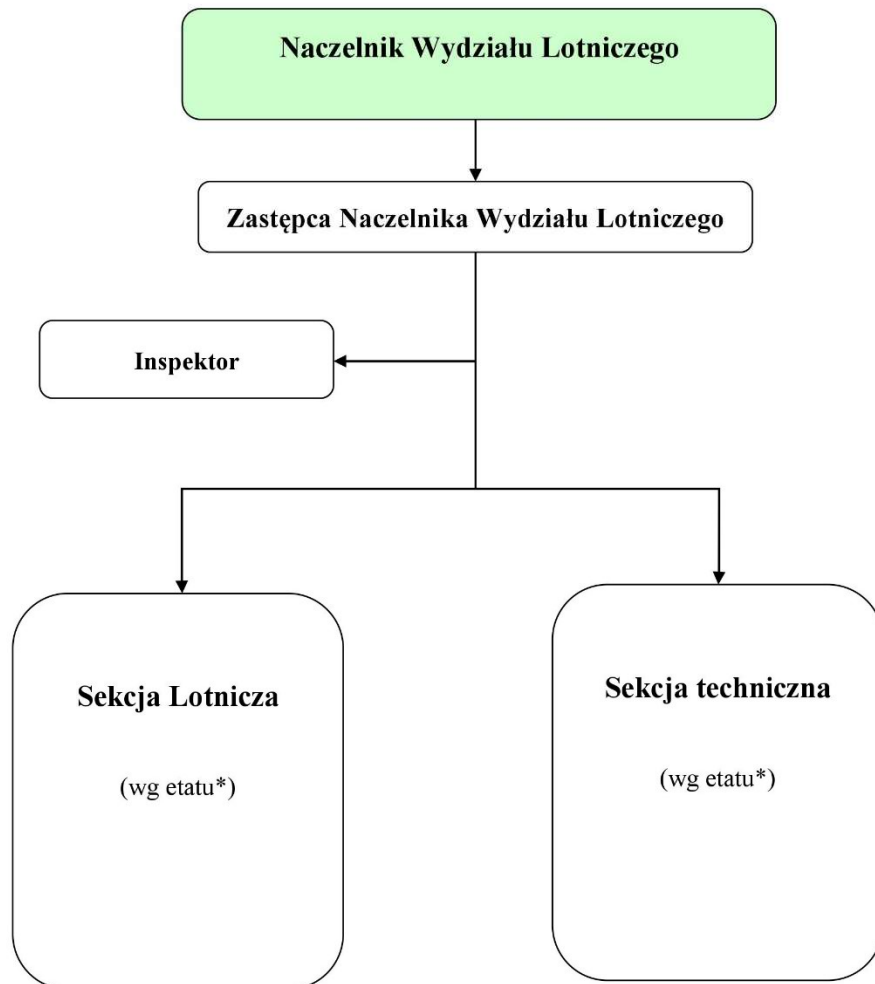 Naczelnik Wydziału Lotniczego
Zastępca Naczelnika Wydziału Lotniczego
Inspektor
Sekcja Lotnicza
(wg etatu*)
Sekcja techniczna
(wg etatu*)